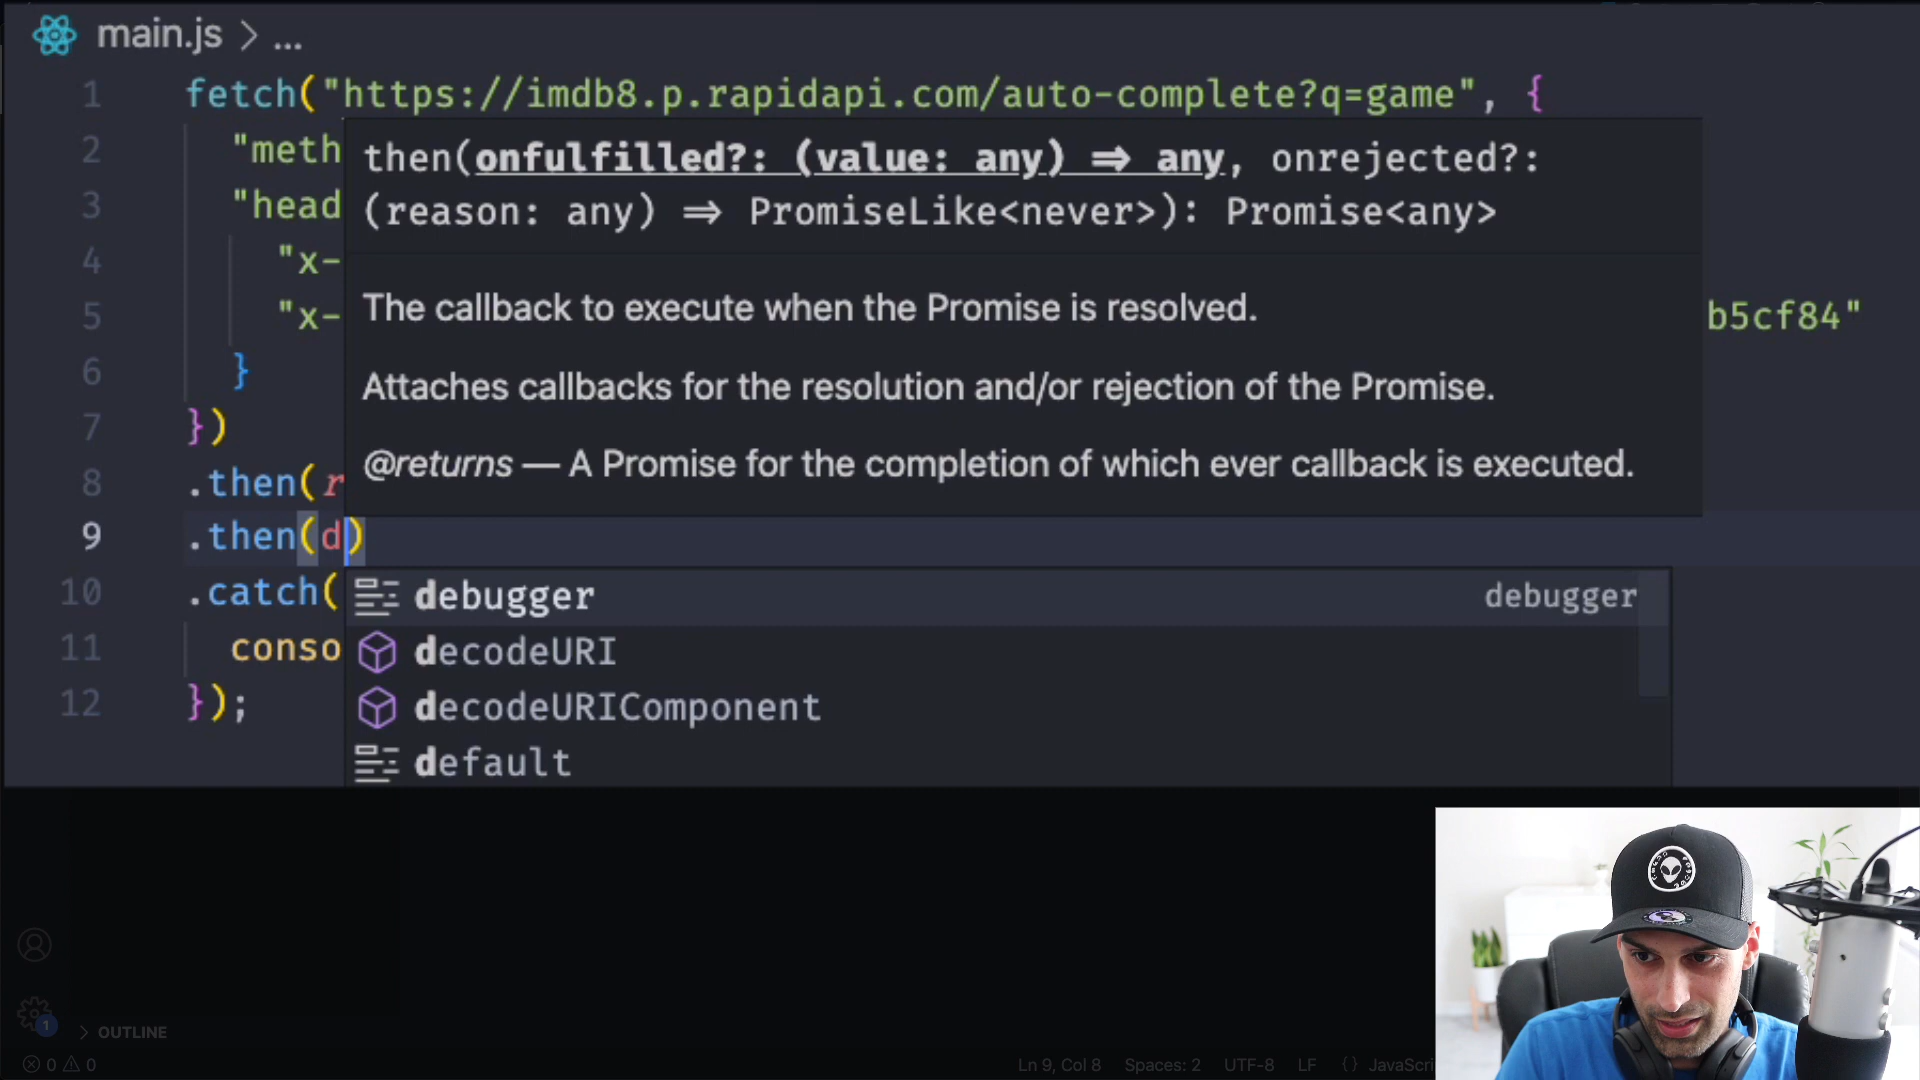 main.js > ...
1 fetch("https://imdb8.p.rapidapi.com/auto-complete?q=game", {
2 "meth
then(onfulfilled?: (value: any) ⇒ any, onrejected?:
3 "head
(reason: any) ⇒ PromiseLike<never>): Promise<any>
4 "x-
The callback to execute when the Promise is resolved.
5 "x-
b5cf84"
6 }
Attaches callbacks for the resolution and/or rejection of the Promise.
7 })
@returns — A Promise for the completion of which ever callback is executed.
8 .then(r
9 .then(d)
10 .catch(
debugger debugger
11 conso
decodeURI
12 });
decodeURIComponent
default
1
> OUTLINE
0 0
Ln 9, Col 8 Spaces: 2 UTF-8 LF {} JavaScri